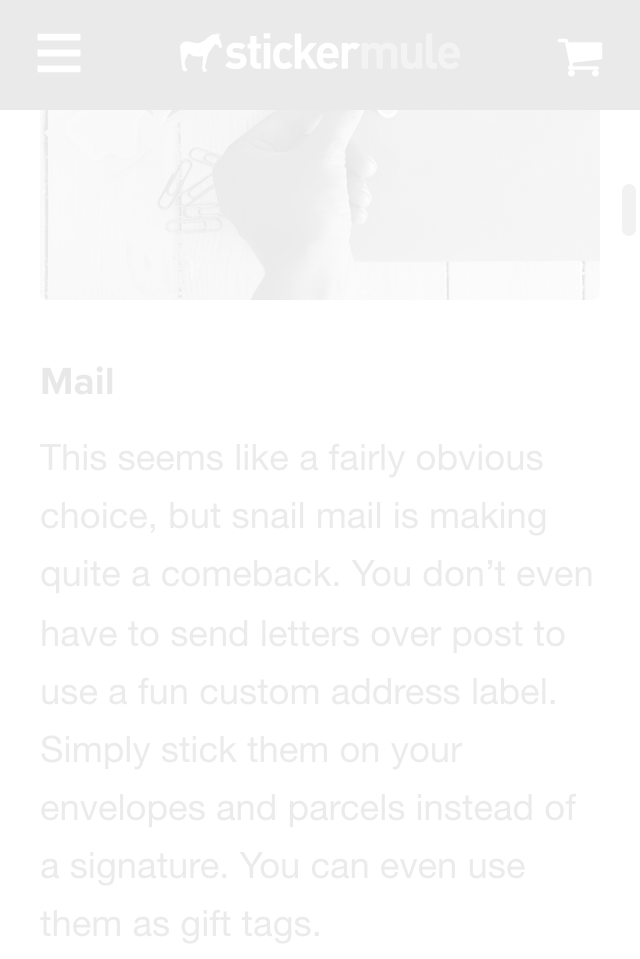 stickermule
Mail
This seems like a fairly obvious
choice, but snail mail is making
quite a comeback. You don’t even
have to send letters over post to
use a fun custom address label.
Simply stick them on your
envelopes and parcels instead of
a signature. You can even use
them as gift tags.